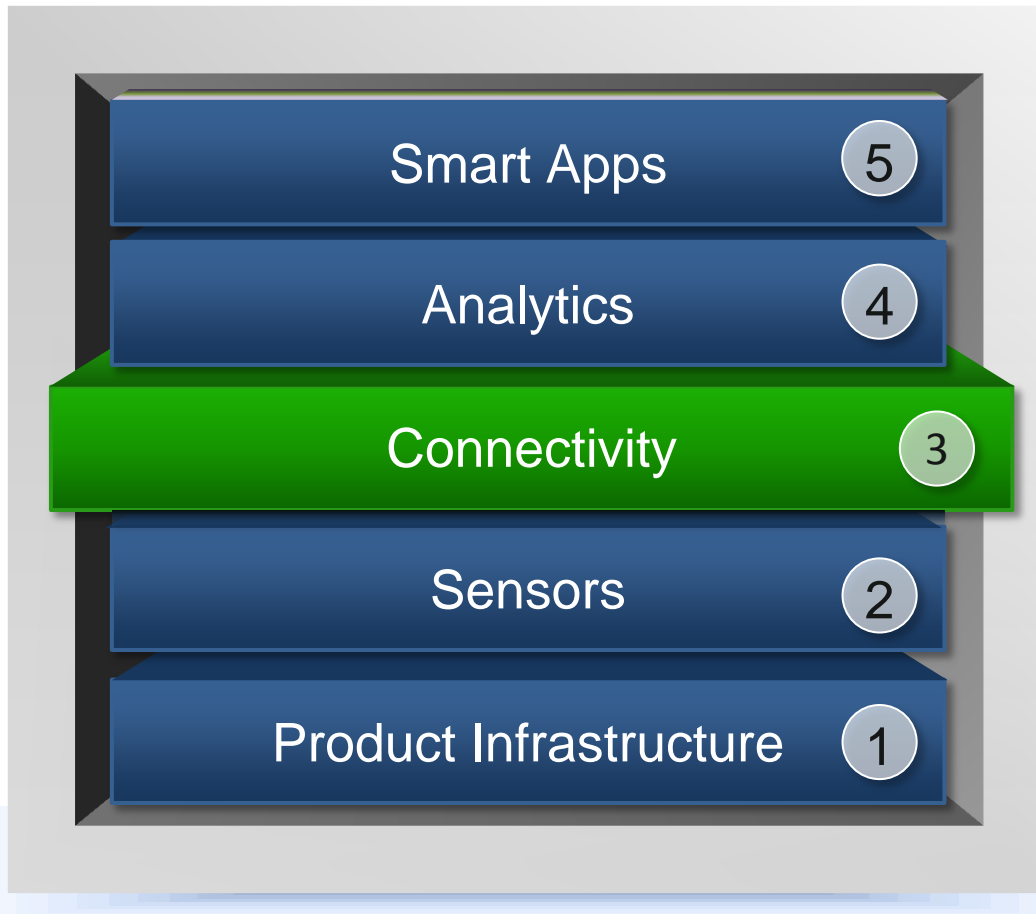 Smart Apps 5
Analytics 4
Connectivity 3
Sensors 2
Product Infrastructure 1